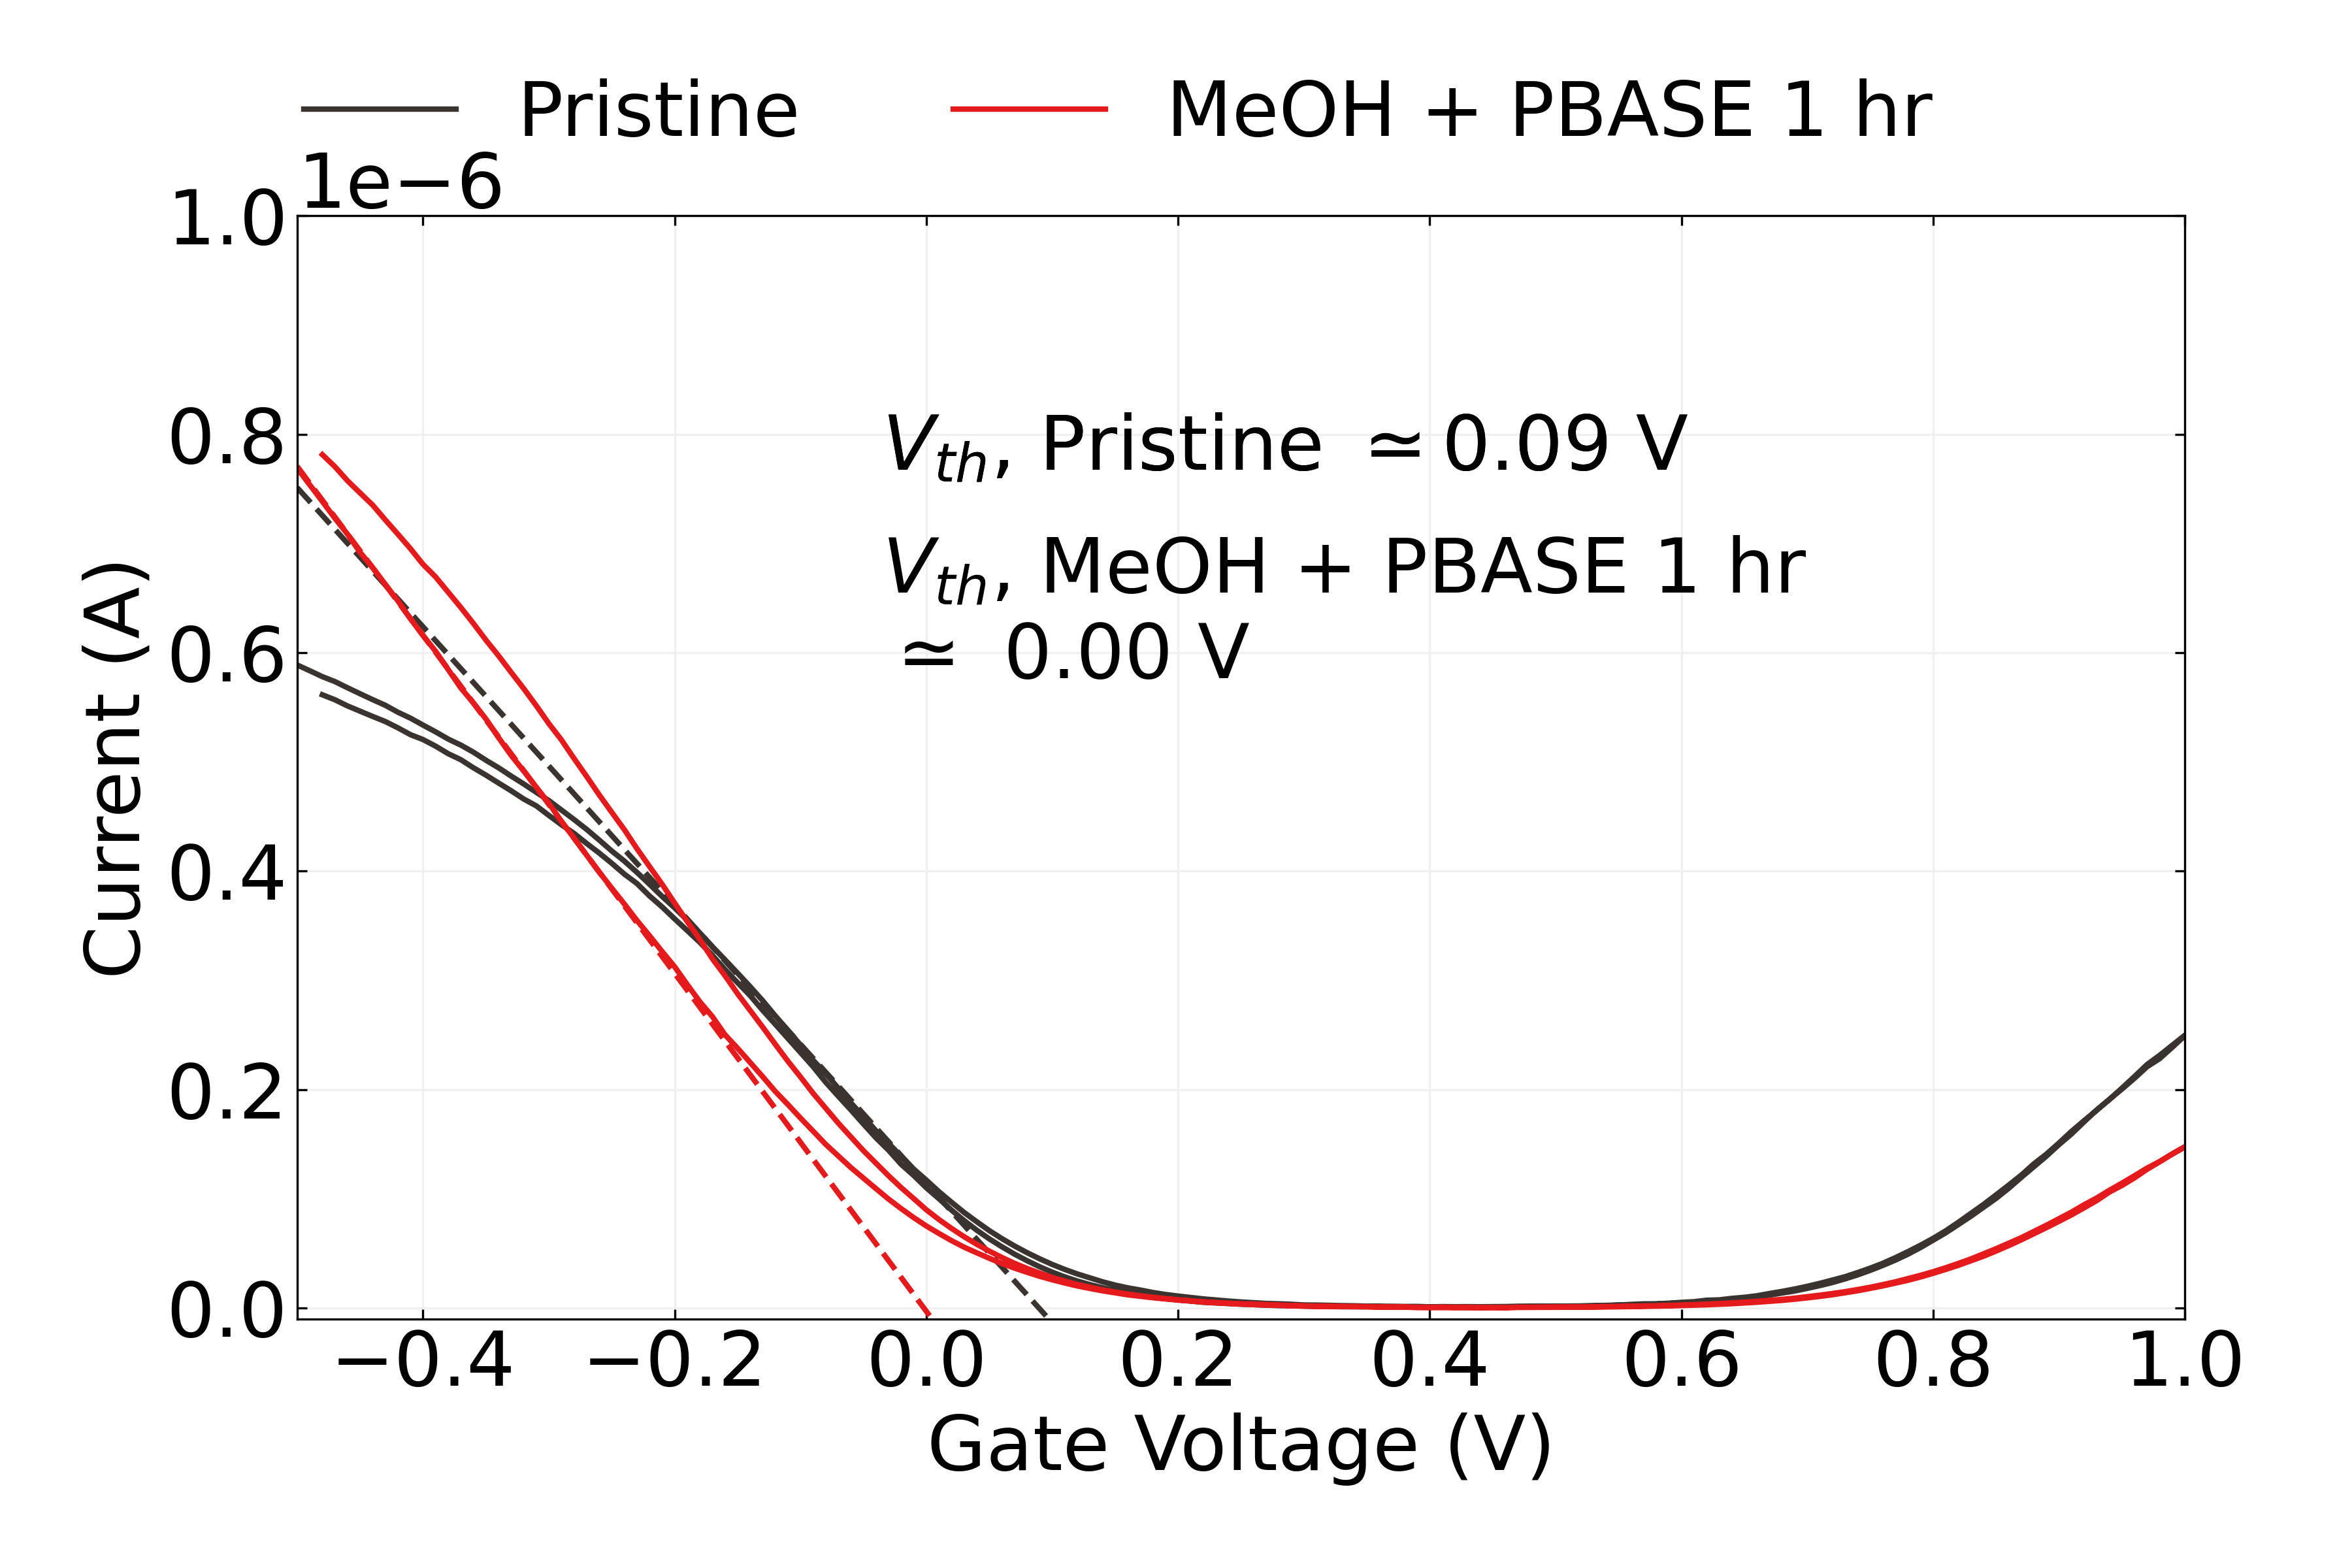 Pristine MeOH + PBASE 1 hr
1e−6
1.0
0.8
0.6
0.4
0.2
0.0
Current (A)
V_th, Pristine ≃0.09 V
V_th, MeOH + PBASE 1 hr
≃ 0.00 V
−0.4 −0.2 0.0 0.2 0.4 0.6 0.8 1.0
Gate Voltage (V)